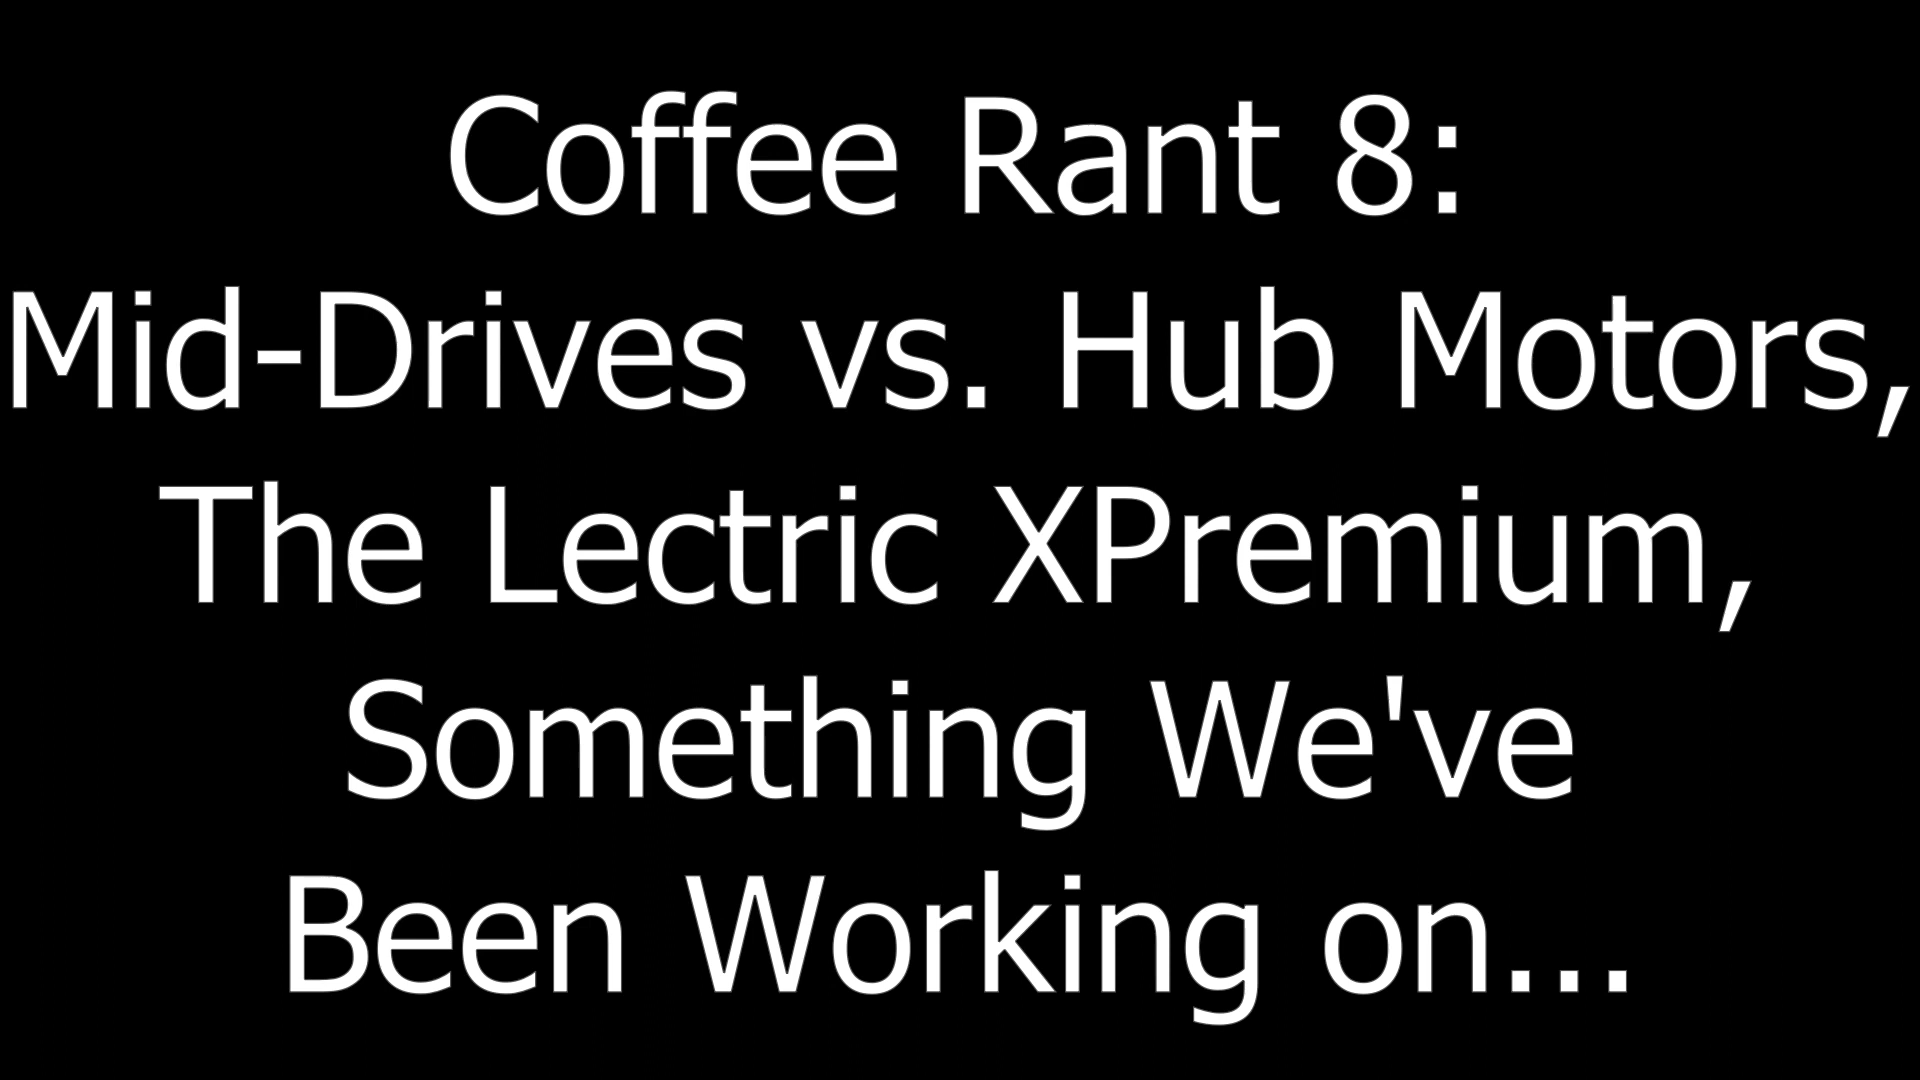 Coffee Rant 8:
Mid-Drives vs. Hub Motors,
The Lectric XPremium,
Something We've
Been Working on...